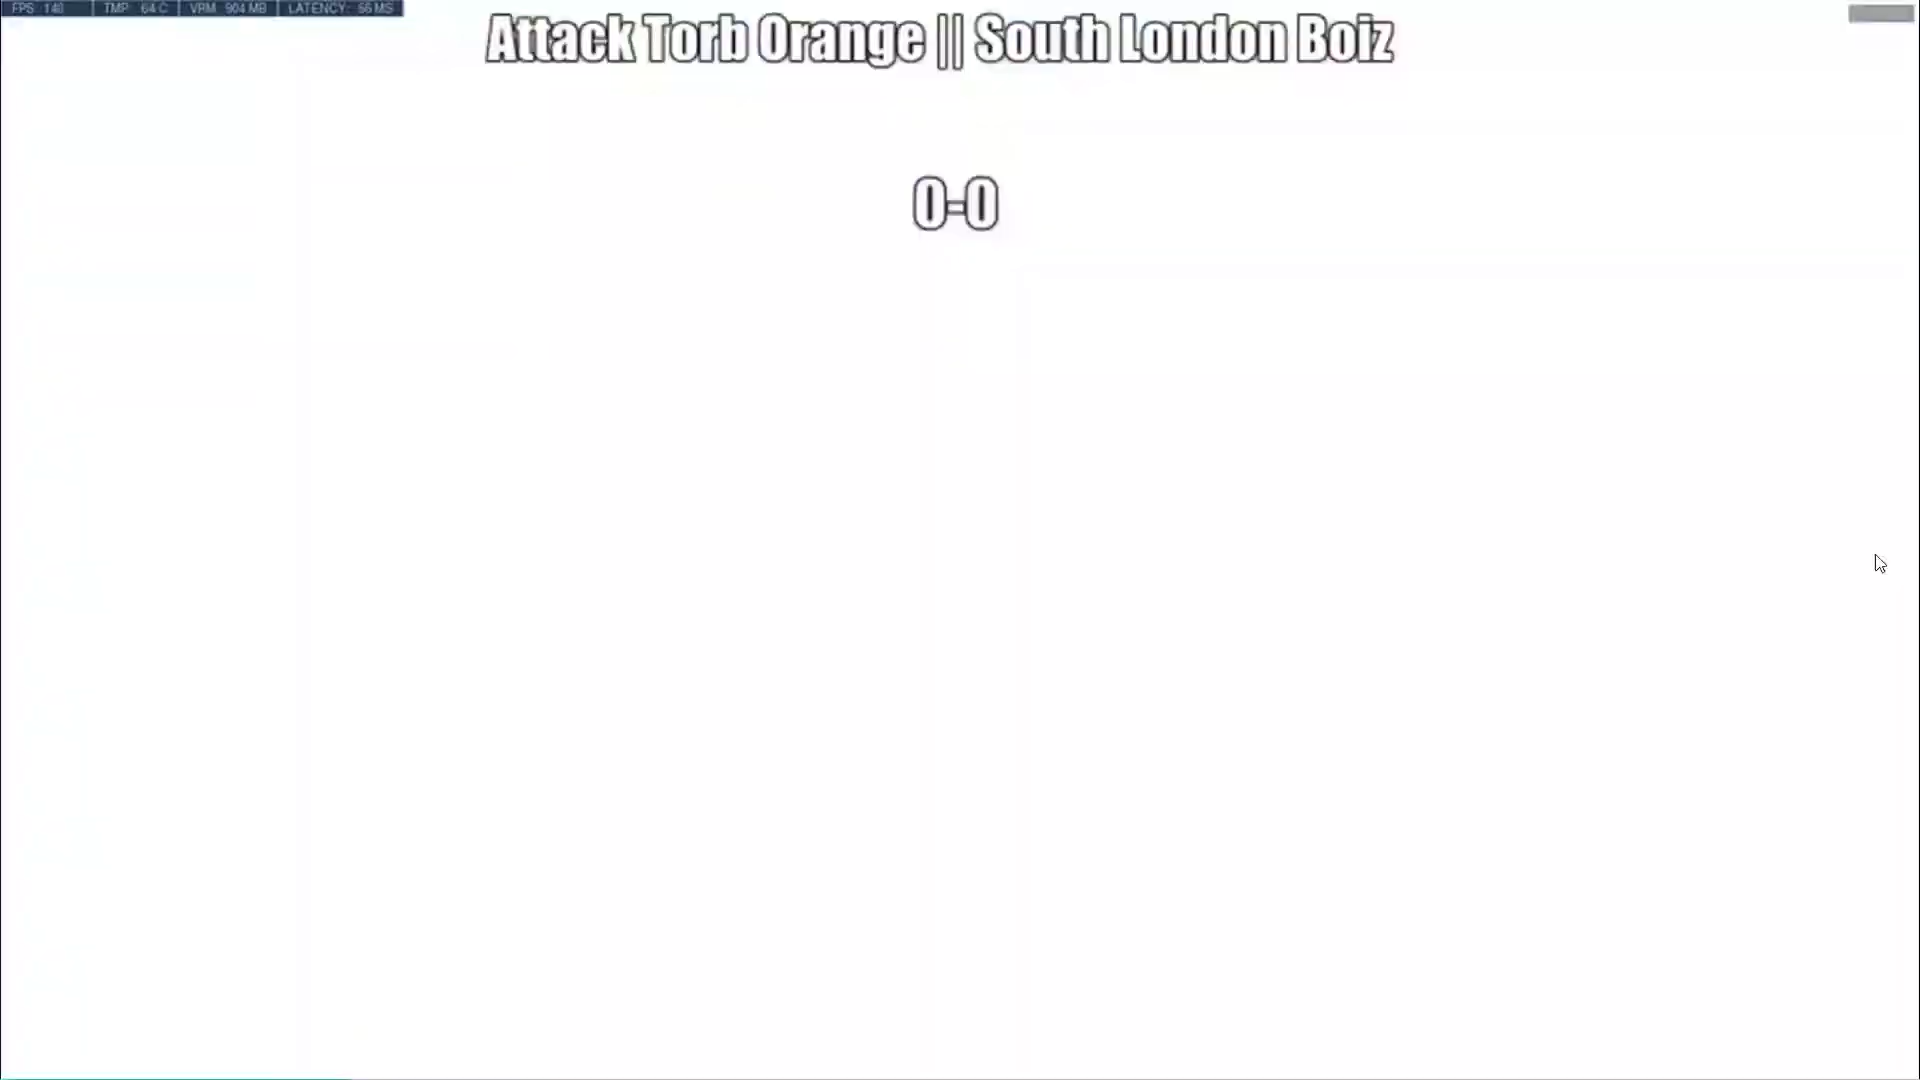 FPS: 140 | TMP: 64 C | VRM: 904 MB | LATENCY: 56 MS
Attack Torb Orange || South London Boiz
0-0